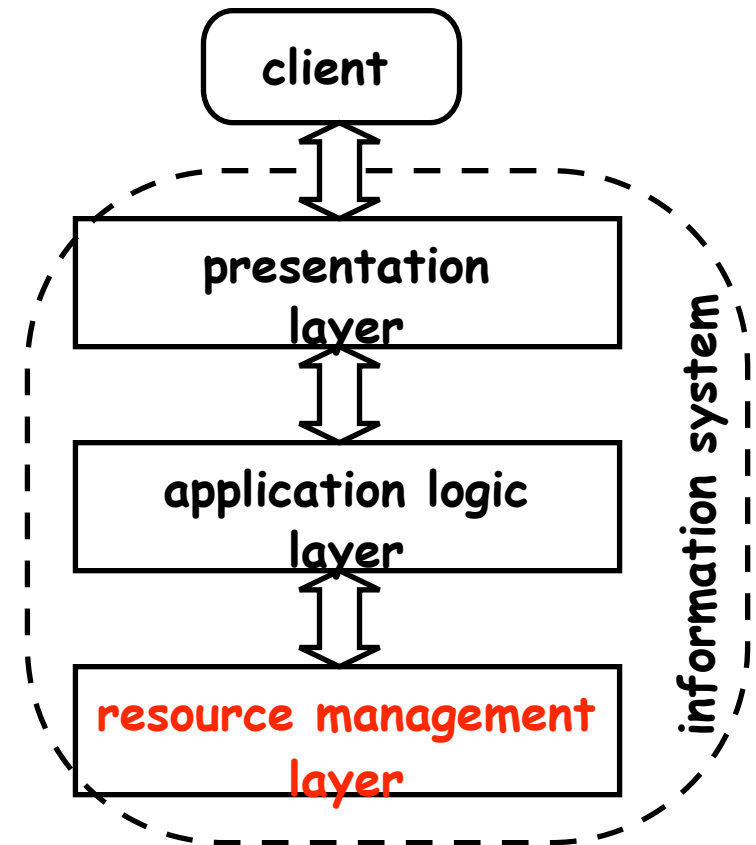 client
presentation
layer
application logic
layer
resource management
layer
information system